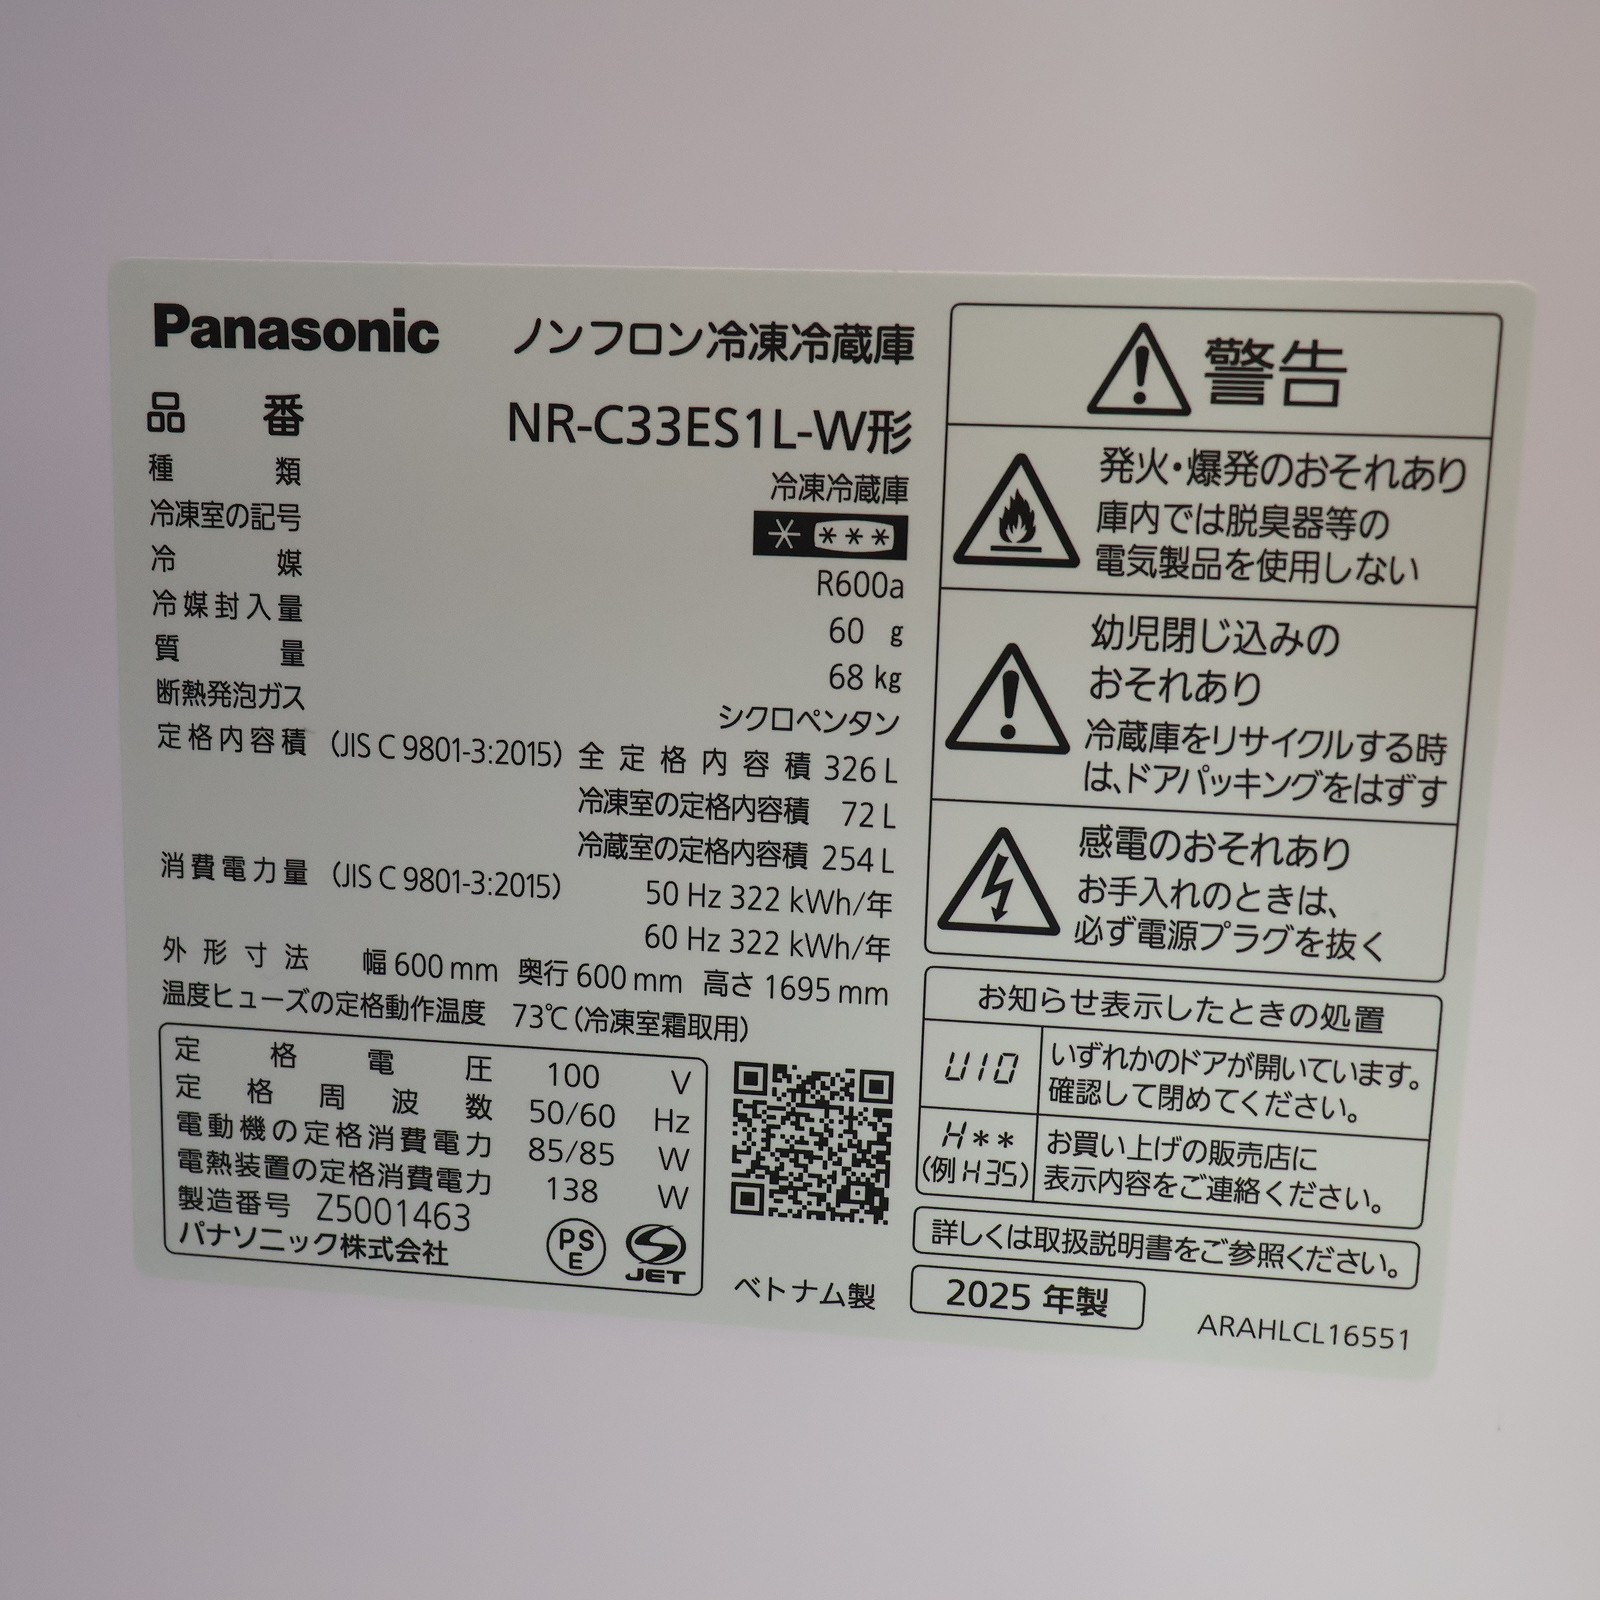 Panasonic ノンフロン冷凍冷蔵庫
品番 NR-C33ES1L-W形
種類 冷凍冷蔵庫
冷凍室の記号 * ***
冷媒 R600a
冷媒封入量 60 g
質量 68 kg
断熱発泡ガス シクロペンタン
定格内容積 (JIS C 9801-3:2015) 全定格内容積 326 L
冷凍室の定格内容積 72 L
冷蔵室の定格内容積 254 L
消費電力量 (JIS C 9801-3:2015) 50 Hz 322 kWh/年
60 Hz 322 kWh/年
外形寸法 幅 600 mm 奥行 600 mm 高さ 1695 mm
温度ヒューズの定格動作温度 73℃(冷凍室霜取用)
定格電圧 100 V
定格周波数 50/60 Hz
電動機の定格消費電力 85/85 W
電熱装置の定格消費電力 138 W
製造番号 Z5001463
パナソニック株式会社
PS
E
JET
ベトナム製
警告
発火・爆発のおそれあり
庫内では脱臭器等の
電気製品を使用しない
幼児閉じ込みの
おそれあり
冷蔵庫をリサイクルする時
は、ドアパッキングをはずす
感電のおそれあり
お手入れのときは、
必ず電源プラグを抜く
お知らせ表示したときの処置
U10 いずれかのドアが開いています。
確認して閉めてください。
H** お買い上げの販売店に
(例 H35) 表示内容をご連絡ください。
詳しくは取扱説明書をご参照ください。
2025 年製
ARAHLCL16551